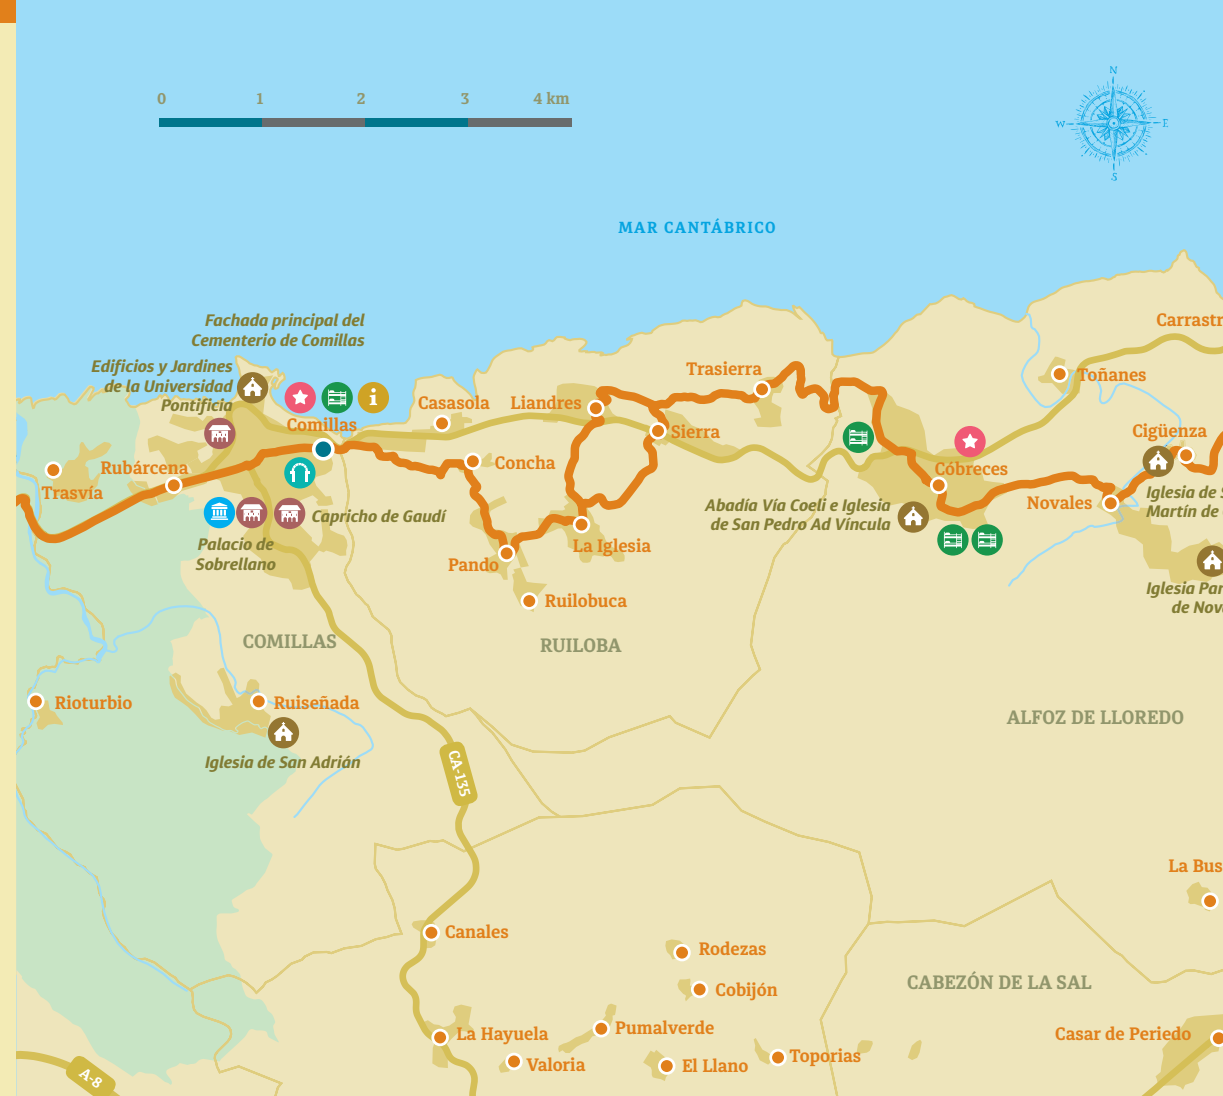 0 1 2 3 4 km
N
W E
S
MAR CANTÁBRICO
Fachada principal del
Cementerio de Comillas
Carrastr
Edificios y Jardines
de la Universidad
Pontificia
Trasierra
Toñanes
Casasola
Liandres
Comillas
Sierra
Cigüenza
Rubárcena
Concha
Cóbreces
Trasvía
Novales
Iglesia de S
Martín de
Abadía Vía Coeli e Iglesia
de San Pedro Ad Víncula
Capricho de Gaudí
Palacio de
Sobrellano
La Iglesia
Pando
Iglesia Par
de Nov
Ruilobuca
COMILLAS
RUILOBA
Rioturbio
Ruiseñada
ALFOZ DE LLOREDO
Iglesia de San Adrián
CA-135
La Bus
Canales
Rodezas
CABEZÓN DE LA SAL
Cobijón
La Hayuela
Pumalverde
Casar de Periedo
Valoria
El Llano
Toporias
A-8